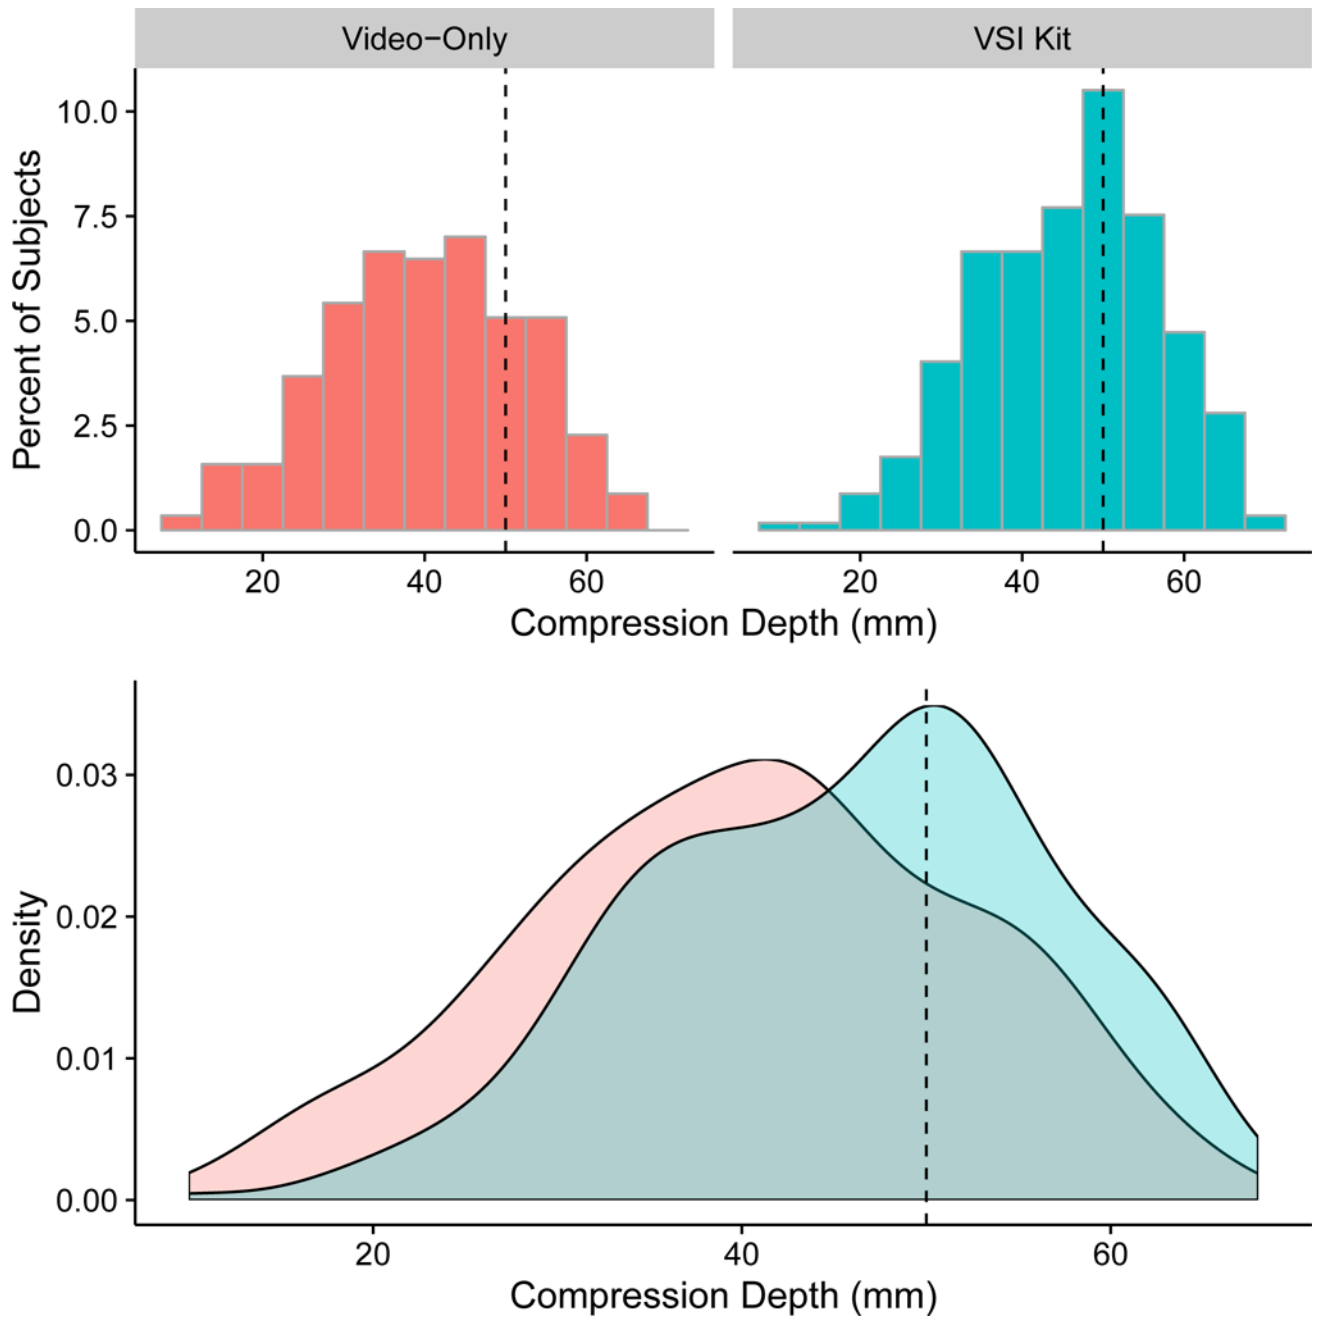 Video−Only
VSI Kit
Percent of Subjects
10.0
7.5
5.0
2.5
0.0
20 40 60
20 40 60
Compression Depth (mm)
Density
0.03
0.02
0.01
0.00
20 40 60
Compression Depth (mm)